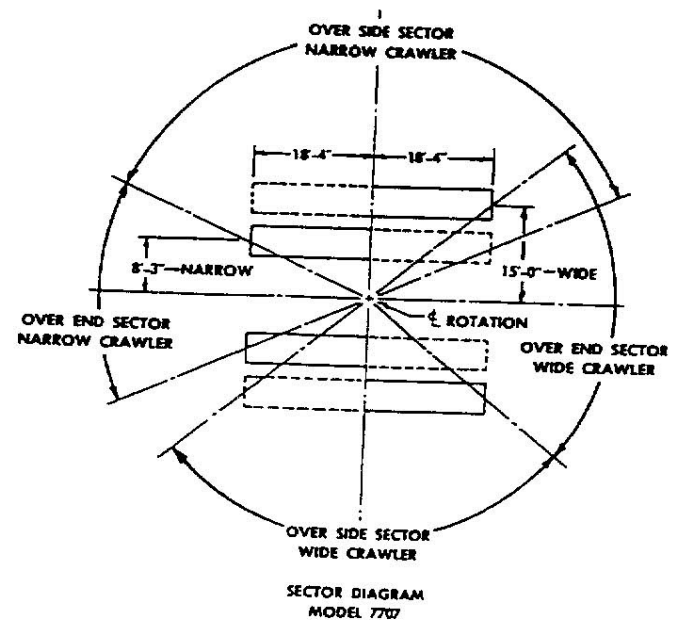 OVER SIDE SECTOR
NARROW CRAWLER
18'-4"
18'-4"
8'-3"—NARROW
15'-0"—WIDE
℄ ROTATION
OVER END SECTOR
NARROW CRAWLER
OVER END SECTOR
WIDE CRAWLER
OVER SIDE SECTOR
WIDE CRAWLER
SECTOR DIAGRAM
MODEL 7707